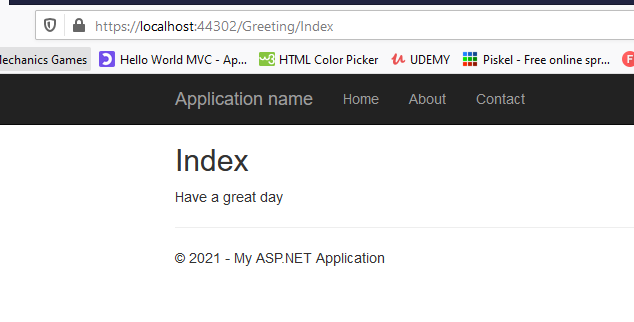 https://localhost:44302/Greeting/Index
Mechanics Games Hello World MVC - Ap... HTML Color Picker UDEMY Piskel - Free online spr...
Application name Home About Contact
Index
Have a great day
© 2021 - My ASP.NET Application